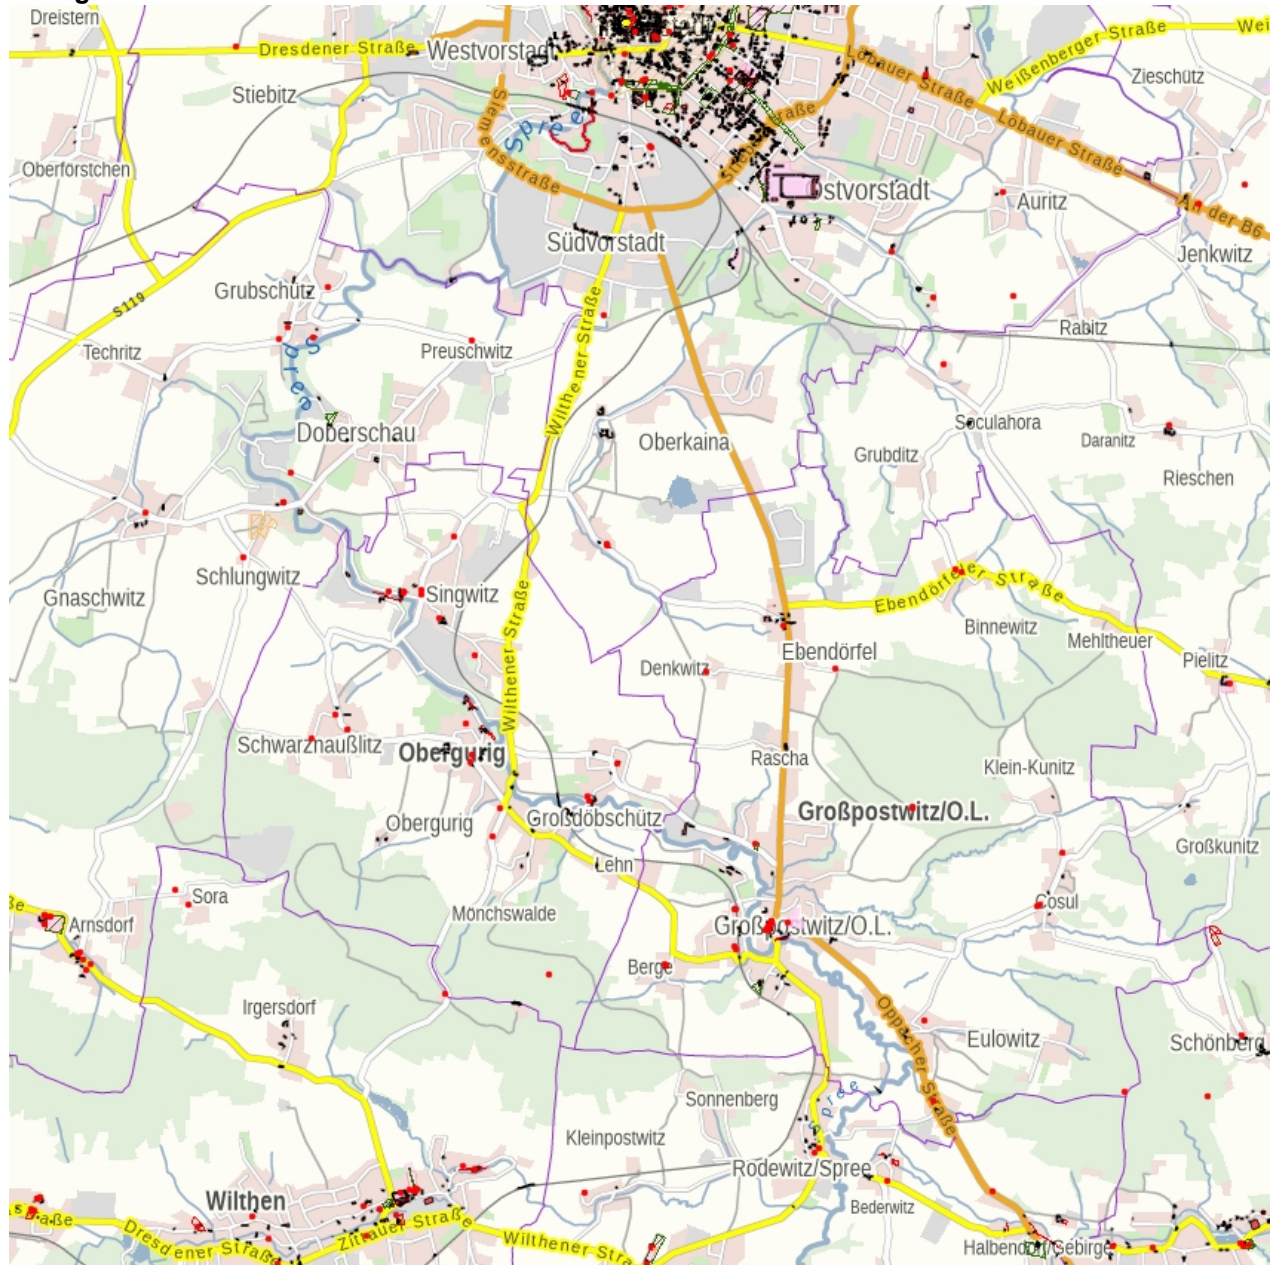 Dreistern
Dresdener Straße
Westvorstadt
Löbauer Straße
Weißenberger Straße
Zieschütz
Stiebitz
Siemensstraße
Spree
Löbauer Straße
Oberförstchen
Auritz
An der B6
Südvorstadt
Jenkwitz
Grubschütz
S119
Rabitz
Techritz
Preuschwitz
Spree
Wilthener Straße
Soculahora
Doberschau
Oberkaina
Daranitz
Grubditz
Rieschen
Schlungwitz
Gnaschwitz
Singwitz
Ebendörfeler Straße
Binnewitz
Mehltheuer
Wilthener Straße
Ebendörfel
Denkwitz
Pielitz
Schwarznaußlitz
Obergurig
Rascha
Klein-Kunitz
Großpostwitz/O.L.
Obergurig
Großdöbschütz
Großkunitz
Lehn
Sora
Cosul
Arnsdorf
Mönchswalde
Großpostwitz/O.L.
Berge
Irgersdorf
Oppacher Straße
Eulowitz
Schönberg
Sonnenberg
Spree
Kleinpostwitz
Rodewitz/Spree
Wilthen
Bederwitz
Dresdener Straße
Zittauer Straße
Wilthener Stra
Halbendorf/Gebirge